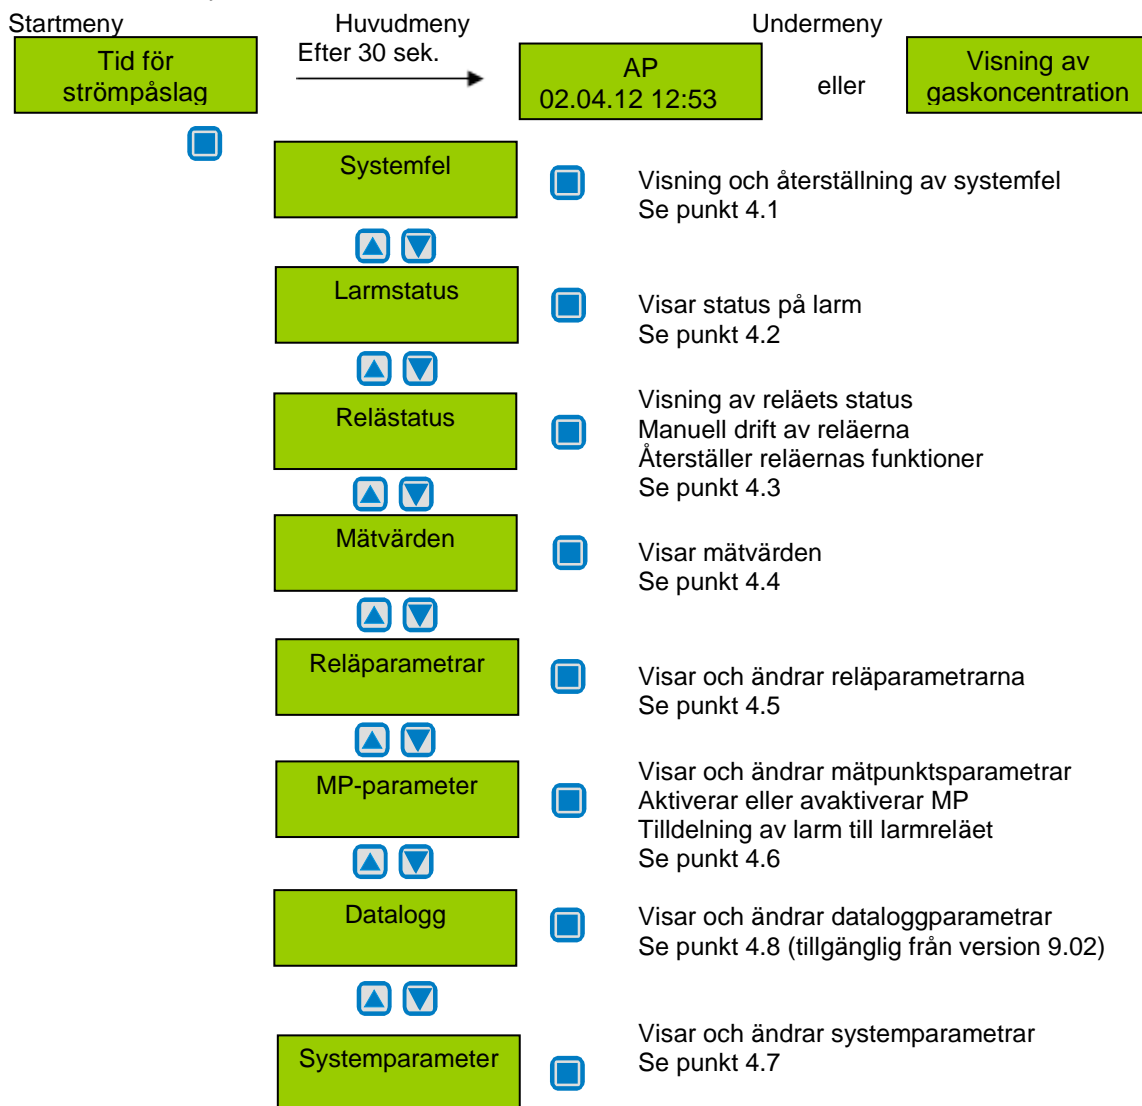 Startmeny
Huvudmeny
Undermeny
Tid för
strömpåslag
Efter 30 sek.
AP
02.04.12 12:53
eller
Visning av
gaskoncentration
Systemfel
Visning och återställning av systemfel
Se punkt 4.1
Larmstatus
Visar status på larm
Se punkt 4.2
Relästatus
Visning av reläets status
Manuell drift av reläerna
Återställer reläernas funktioner
Se punkt 4.3
Mätvärden
Visar mätvärden
Se punkt 4.4
Reläparametrar
Visar och ändrar reläparametrarna
Se punkt 4.5
MP-parameter
Visar och ändrar mätpunktsparametrar
Aktiverar eller avaktiverar MP
Tilldelning av larm till larmreläet
Se punkt 4.6
Datalogg
Visar och ändrar dataloggparametrar
Se punkt 4.8 (tillgänglig från version 9.02)
Systemparameter
Visar och ändrar systemparametrar
Se punkt 4.7